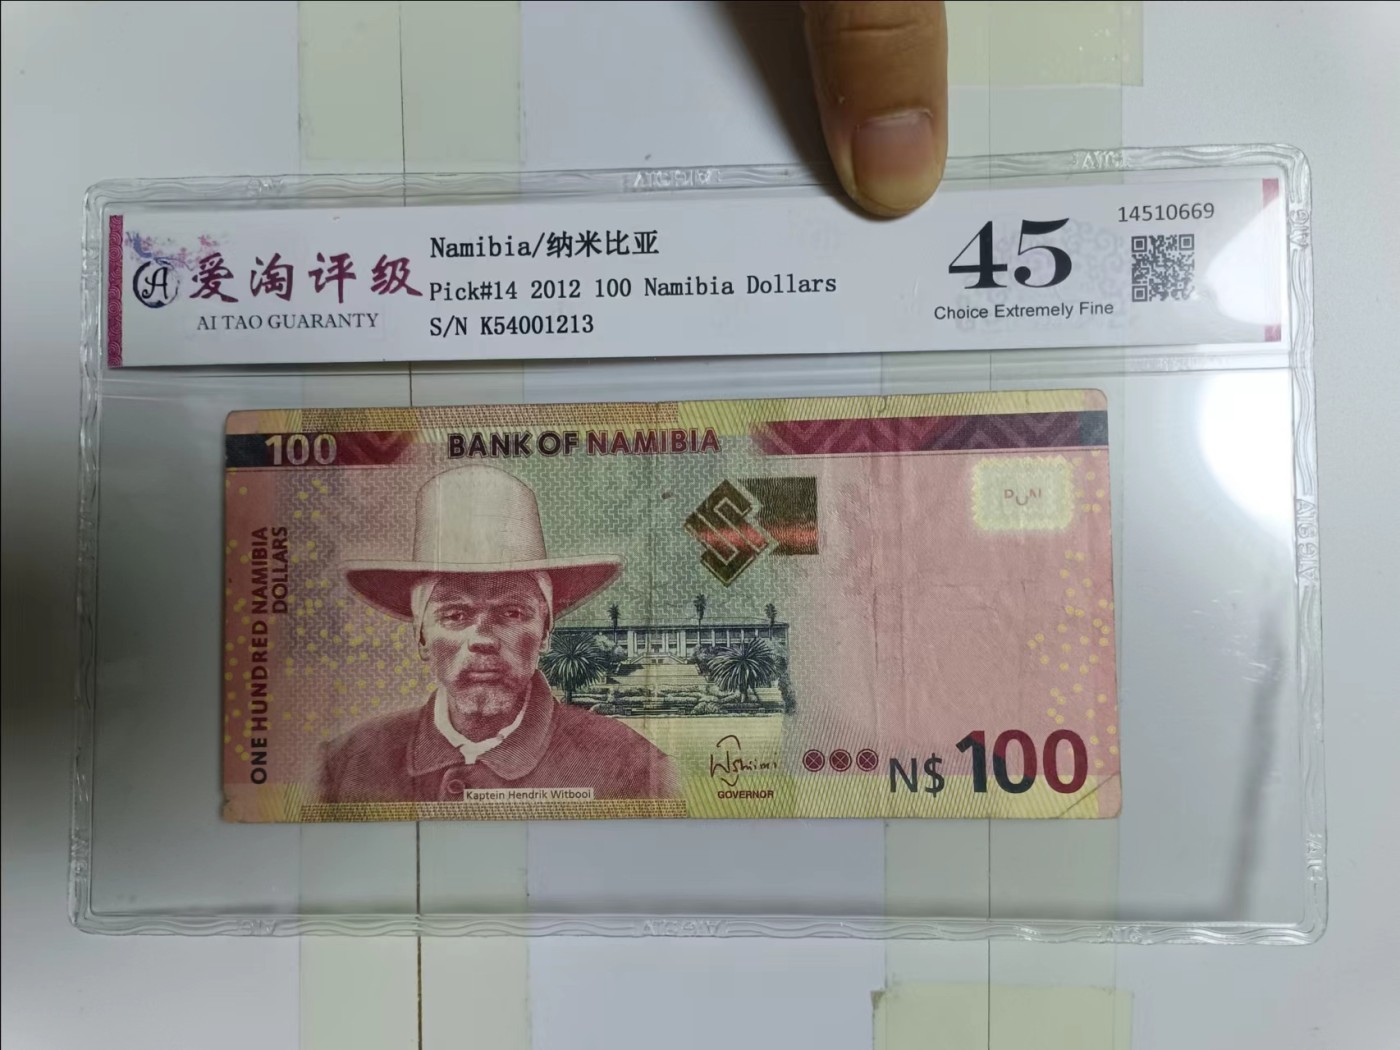 爱淘评级
AI TAO GUARANTY
Namibia/纳米比亚
Pick#14 2012 100 Namibia Dollars
S/N K54001213
45
Choice Extremely Fine
14510669
100
BANK OF NAMIBIA
ONE HUNDRED NAMIBIA
DOLLARS
Kaptein Hendrik Witbooi
GOVERNOR
N$ 100